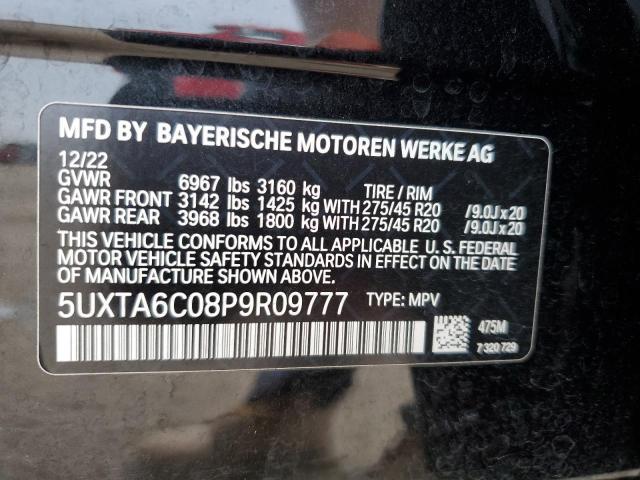 MFD BY BAYERISCHE MOTOREN WERKE AG
12/22
GVWR 6967 lbs 3160 kg TIRE / RIM
GAWR FRONT 3142 lbs 1425 kg WITH 275/45 R20 /9.0J x 20
GAWR REAR 3968 lbs 1800 kg WITH 275/45 R20 /9.0J x 20
THIS VEHICLE CONFORMS TO ALL APPLICABLE U. S. FEDERAL
MOTOR VEHICLE SAFETY STANDARDS IN EFFECT ON THE DATE
OF MANUFACTURE SHOWN ABOVE.
5UXTA6C08P9R09777 TYPE: MPV
475M
7 320 729